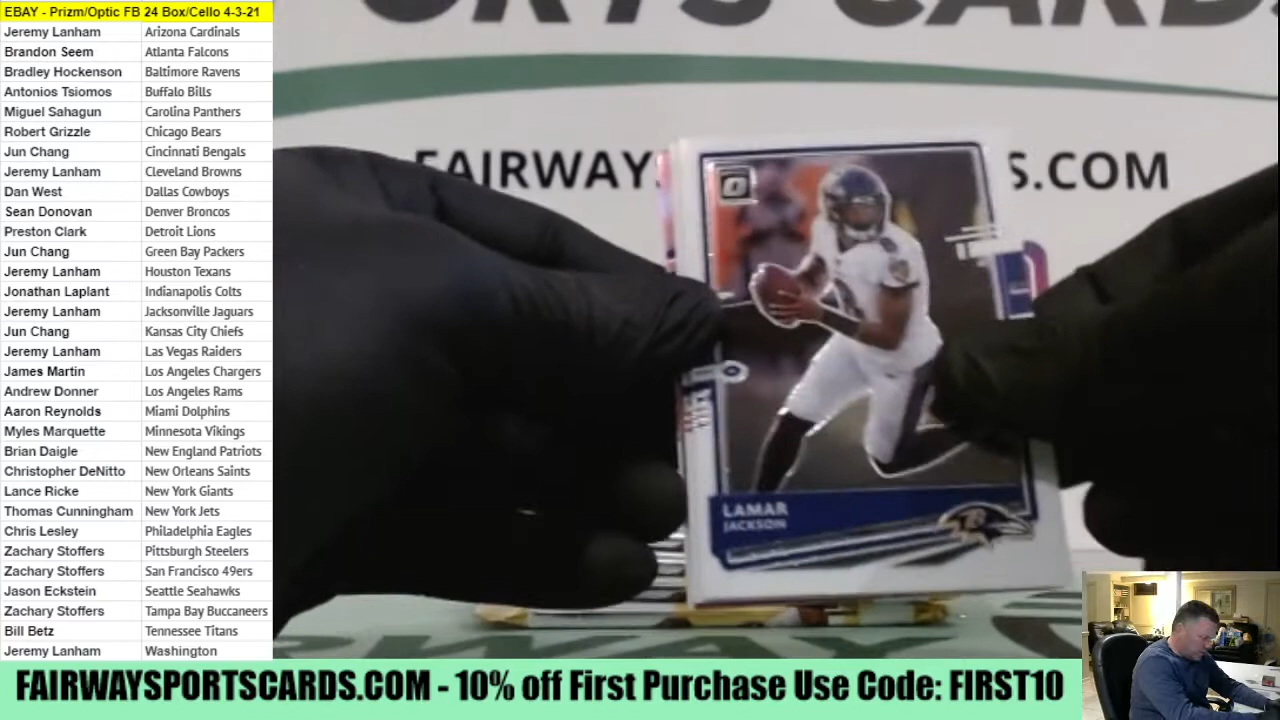 EBAY - Prizm/Optic FB 24 Box/Cello 4-3-21
Jeremy Lanham Arizona Cardinals
Brandon Seem Atlanta Falcons
Bradley Hockenson Baltimore Ravens
Antonios Tsiomos Buffalo Bills
Miguel Sahagun Carolina Panthers
Robert Grizzle Chicago Bears
Jun Chang Cincinnati Bengals
Jeremy Lanham Cleveland Browns
Dan West Dallas Cowboys
Sean Donovan Denver Broncos
Preston Clark Detroit Lions
Jun Chang Green Bay Packers
Jeremy Lanham Houston Texans
Jonathan Laplant Indianapolis Colts
Jeremy Lanham Jacksonville Jaguars
Jun Chang Kansas City Chiefs
Jeremy Lanham Las Vegas Raiders
James Martin Los Angeles Chargers
Andrew Donner Los Angeles Rams
Aaron Reynolds Miami Dolphins
Myles Marquette Minnesota Vikings
Brian Daigle New England Patriots
Christopher DeNitto New Orleans Saints
Lance Ricke New York Giants
Thomas Cunningham New York Jets
Chris Lesley Philadelphia Eagles
Zachary Stoffers Pittsburgh Steelers
Zachary Stoffers San Francisco 49ers
Jason Eckstein Seattle Seahawks
Zachary Stoffers Tampa Bay Buccaneers
Bill Betz Tennessee Titans
Jeremy Lanham Washington
SPORTS CARDS
FAIRWAYS S.COM
LAMAR
JACKSON
FAIRWAYSPORTSCARDS.COM - 10% off First Purchase Use Code: FIRST10